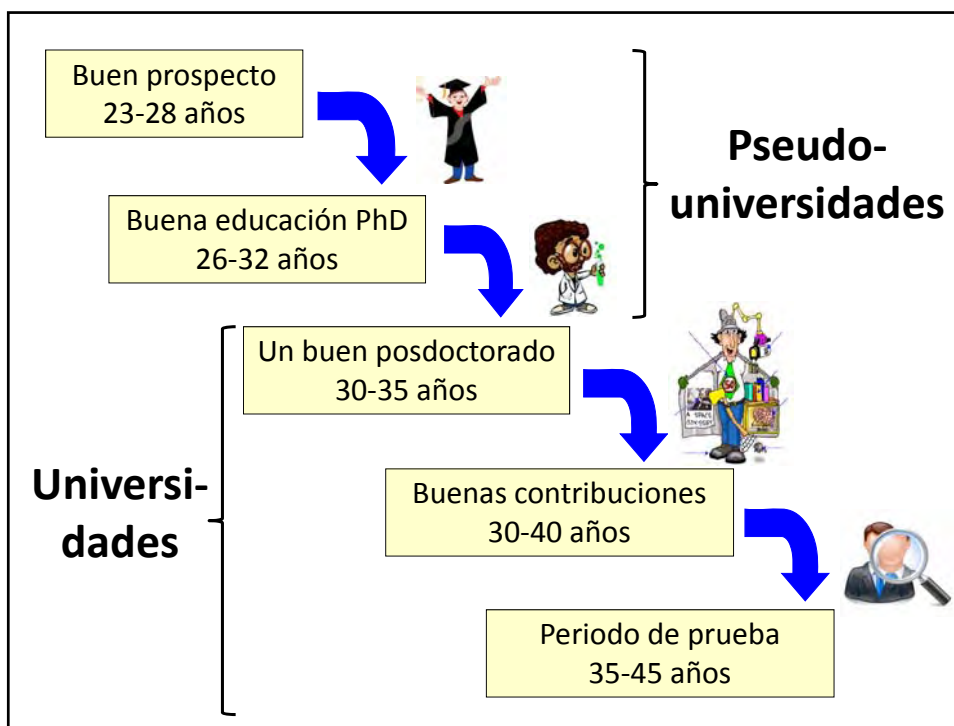 Buen prospecto
23-28 años
Pseudo-
universidades
Buena educación PhD
26-32 años
Un buen posdoctorado
30-35 años
Universi-
dades
Buenas contribuciones
30-40 años
Periodo de prueba
35-45 años